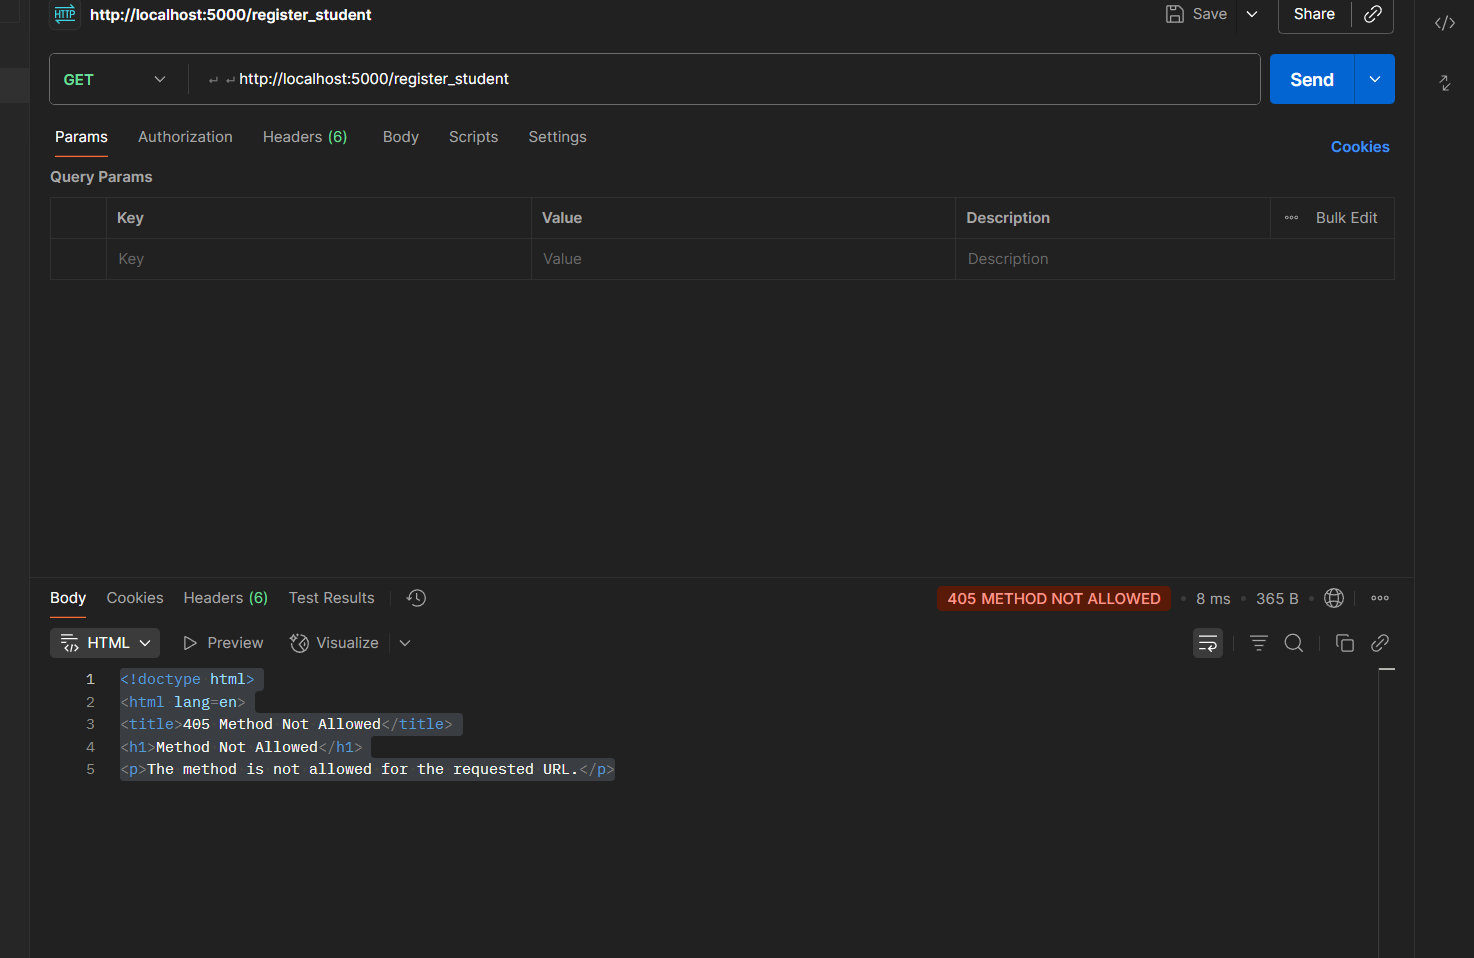 HTTP http://localhost:5000/register_student Save Share
GET http://localhost:5000/register_student Send
Params Authorization Headers (6) Body Scripts Settings Cookies
Query Params
Key Value Description Bulk Edit
Key Value Description
Body Cookies Headers (6) Test Results 405 METHOD NOT ALLOWED 8 ms 365 B
HTML Preview Visualize
1 <!doctype html>
2 <html lang=en>
3 <title>405 Method Not Allowed</title>
4 <h1>Method Not Allowed</h1>
5 <p>The method is not allowed for the requested URL.</p>